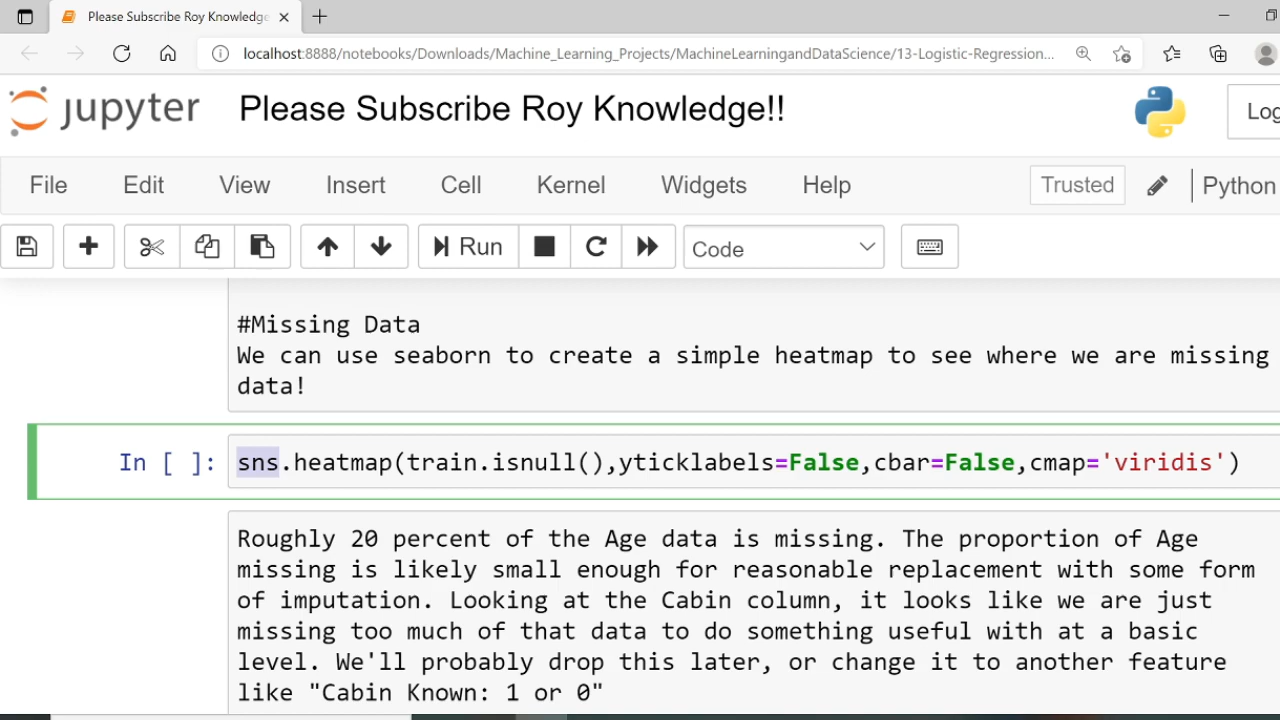 Please Subscribe Roy Knowledge
localhost:8888/notebooks/Downloads/Machine_Learning_Projects/MachineLearningandDataScience/13-Logistic-Regression...
jupyter Please Subscribe Roy Knowledge!!
File Edit View Insert Cell Kernel Widgets Help Trusted Python
Run Code
#Missing Data
We can use seaborn to create a simple heatmap to see where we are missing
data!
In [ ]: sns.heatmap(train.isnull(),yticklabels=False,cbar=False,cmap='viridis')
Roughly 20 percent of the Age data is missing. The proportion of Age
missing is likely small enough for reasonable replacement with some form
of imputation. Looking at the Cabin column, it looks like we are just
missing too much of that data to do something useful with at a basic
level. We'll probably drop this later, or change it to another feature
like "Cabin Known: 1 or 0"